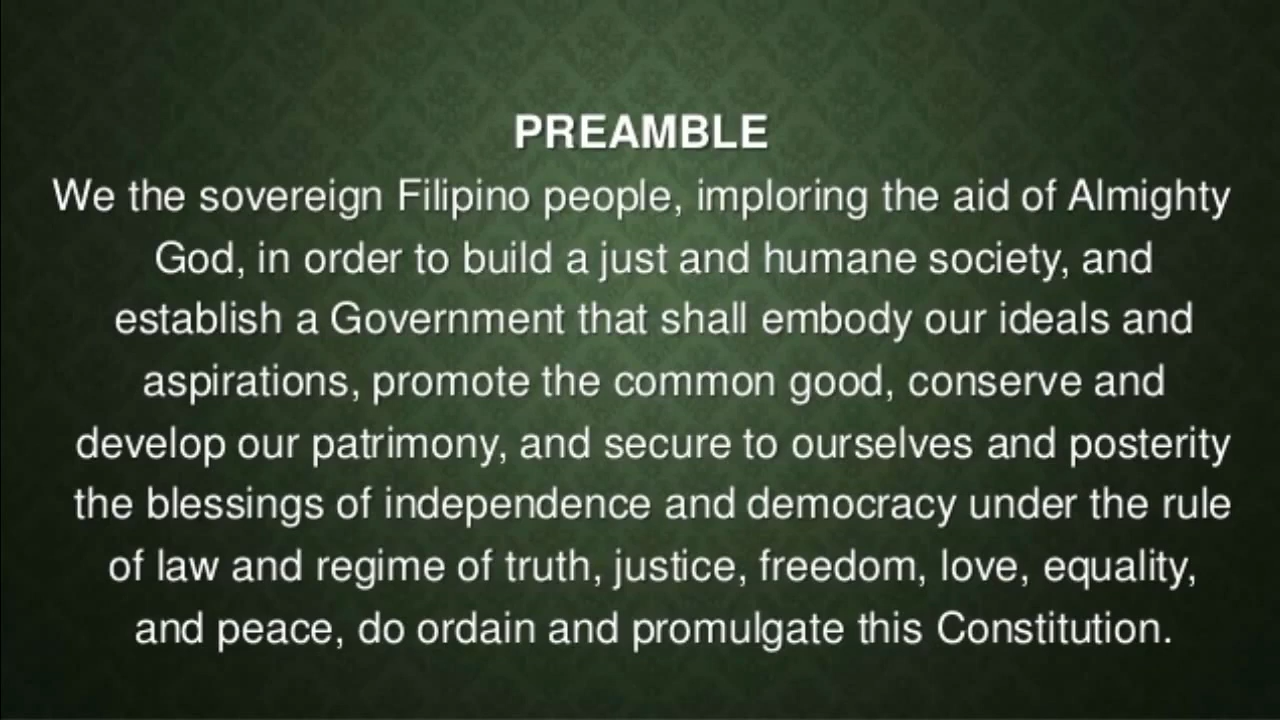 PREAMBLE
We the sovereign Filipino people, imploring the aid of Almighty
God, in order to build a just and humane society, and
establish a Government that shall embody our ideals and
aspirations, promote the common good, conserve and
develop our patrimony, and secure to ourselves and posterity
the blessings of independence and democracy under the rule
of law and regime of truth, justice, freedom, love, equality,
and peace, do ordain and promulgate this Constitution.